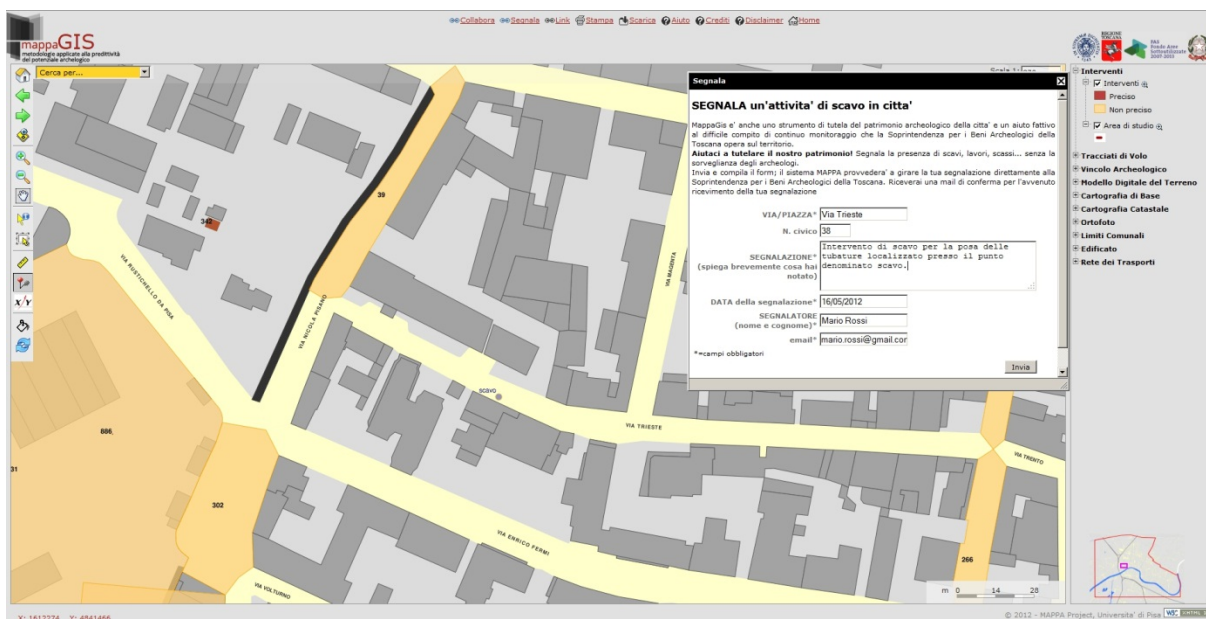 Collabora Segnala Link Stampa Scarica Aiuto Crediti Disclaimer Home
mappaGIS
metodologie applicate alla predittività
del potenziale archeologico
REGIONE
TOSCANA
Cerca per...
Segnala
SEGNALA un'attivita' di scavo in citta'
MappaGis e' anche uno strumento di tutela del patrimonio archeologico della citta' e un aiuto fattivo
al difficile compito di continuo monitoraggio che la Soprintendenza per i Beni Archeologici della
Toscana opera sul territorio.
Aiutaci a tutelare il nostro patrimonio! Segnala la presenza di scavi, lavori, scassi... senza la
sorveglianza degli archeologi.
Invia e compila il form; il sistema MAPPA provvedera' a girare la tua segnalazione direttamente alla
Soprintendenza per i Beni Archeologici della Toscana. Riceverai una mail di conferma per l'avvenuto
ricevimento della tua segnalazione
VIA/PIAZZA* Via Trieste
N. civico 38
SEGNALAZIONE*
(spiega brevemente cosa hai
notato)
Intervento di scavo per la posa delle
tubature localizzato presso il punto
denominato scavo.
DATA della segnalazione* 16/05/2012
SEGNALATORE
(nome e cognome)* Mario Rossi
email* mario.rossi@gmail.com
*=campi obbligatori
Invia
Interventi
Interventi
Preciso
Non preciso
Area di studio
Tracciati di Volo
Vincolo Archeologico
Modello Digitale del Terreno
Cartografia di Base
Cartografia Catastale
Ortofoto
Limiti Comunali
Edificato
Rete dei Trasporti
X/Y
39
342
VIA RUSTICHELLO DA PISA
VIA NICOLA PISANO
VIA MAGENTA
scavo
VIA TRIESTE
VIA TRENTO
886
31
302
VIA ENRICO FERMI
VIA VOLTURNO
266
m 0 14 28
X: 1612274 Y: 4841466
© 2012 - MAPPA Project, Universita' di Pisa W3C